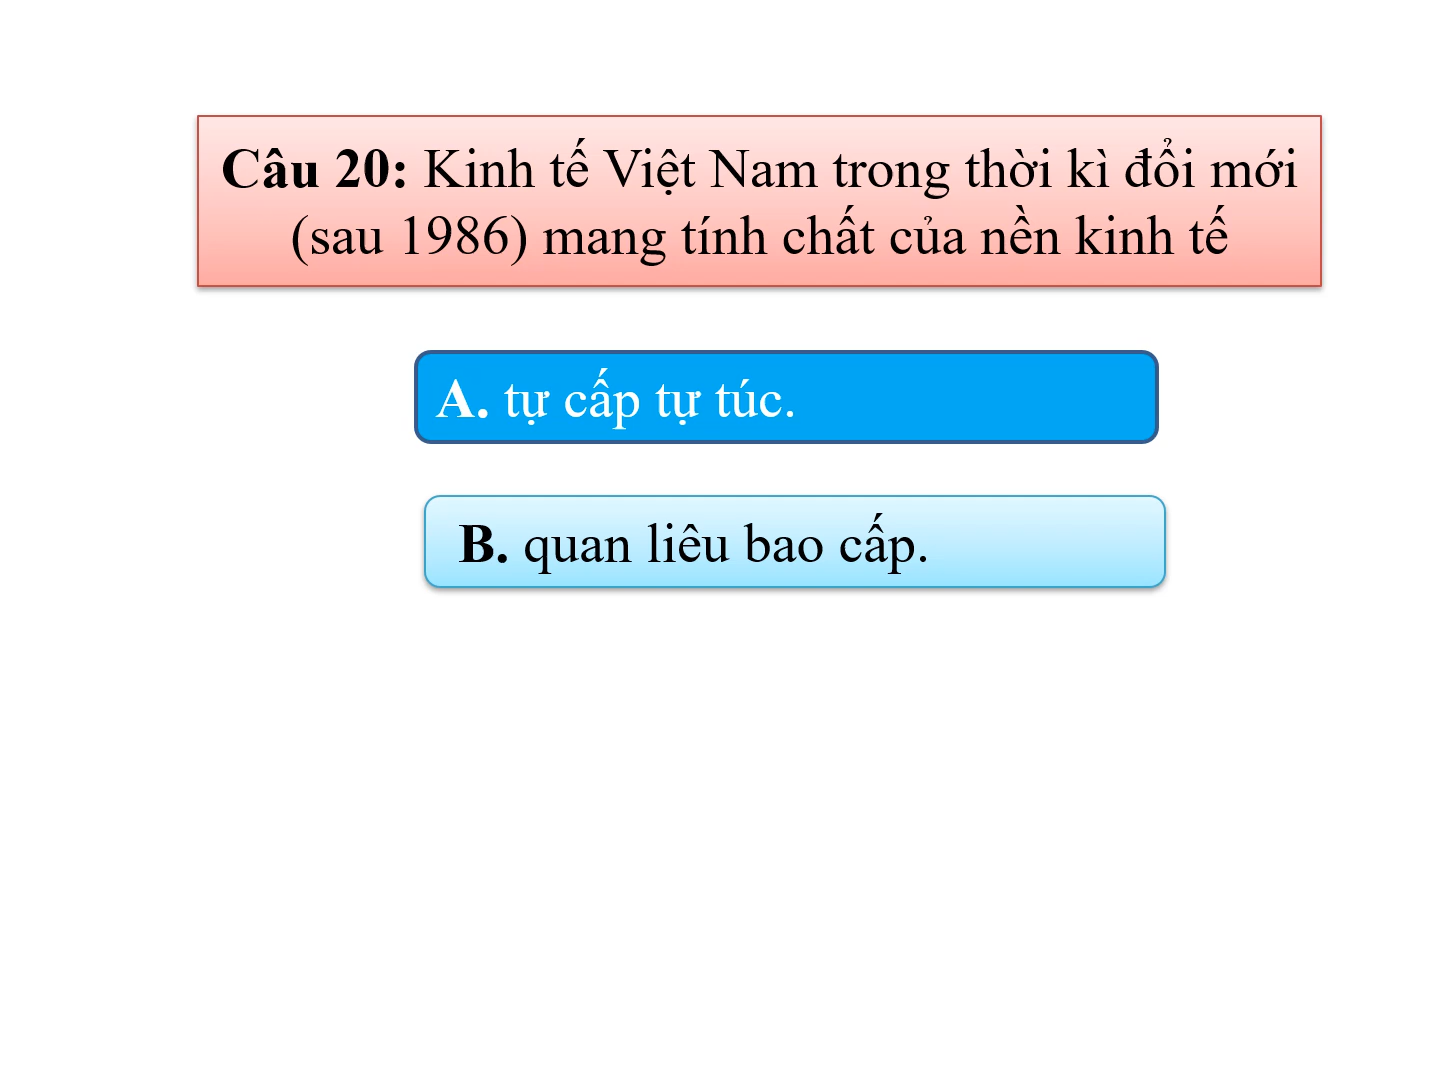 Câu 20: Kinh tế Việt Nam trong thời kì đổi mới
(sau 1986) mang tính chất của nền kinh tế
A. tự cấp tự túc.
B. quan liêu bao cấp.